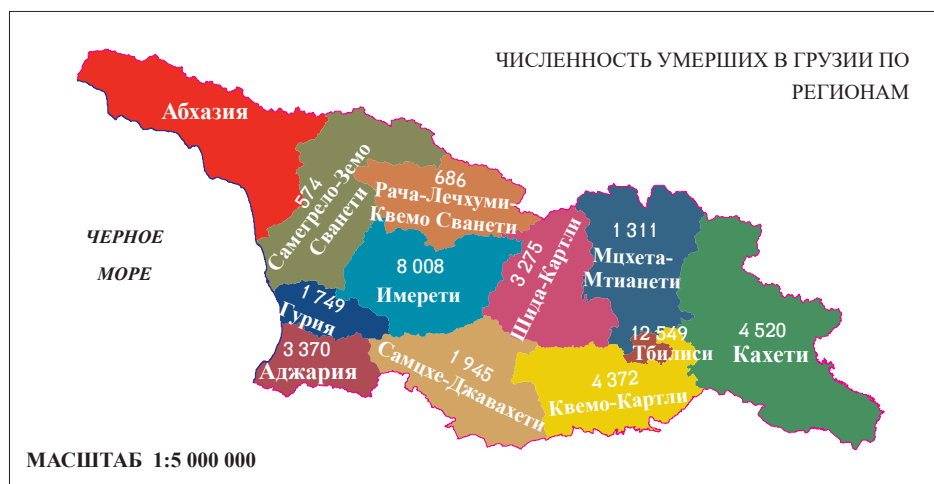 ЧИСЛЕННОСТЬ УМЕРШИХ В ГРУЗИИ ПО
РЕГИОНАМ
Абхазия
574
Самегрело-Земо
Сванети
686
Рача-Лечхуми-
Квемо Сванети
ЧЕРНОЕ
МОРЕ
8 008
Имерети
3 275
Шида-Картли
1 311
Мцхета-
Мтианети
1 749
Гурия
3 370
Аджария
1 945
Самцхе-Джавахети
12 549
Тбилиси
4 372
Квемо-Картли
4 520
Кахети
МАСШТАБ 1:5 000 000